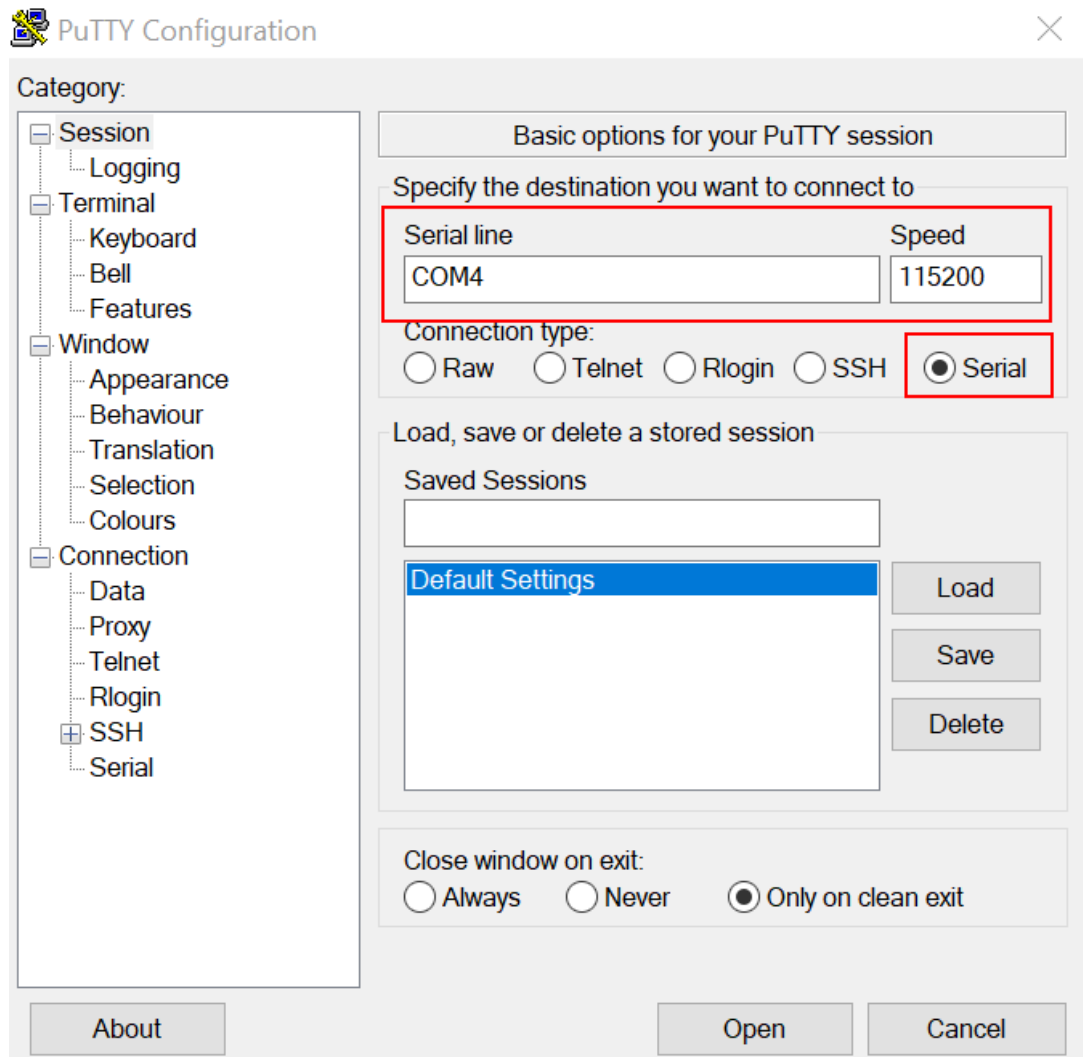 PuTTY Configuration
Category:
Session
Logging
Terminal
Keyboard
Bell
Features
Window
Appearance
Behaviour
Translation
Selection
Colours
Connection
Data
Proxy
Telnet
Rlogin
SSH
Serial
Basic options for your PuTTY session
Specify the destination you want to connect to
Serial line Speed
COM4 115200
Connection type:
Raw Telnet Rlogin SSH Serial
Load, save or delete a stored session
Saved Sessions
Default Settings
Load
Save
Delete
Close window on exit:
Always Never Only on clean exit
About Open Cancel